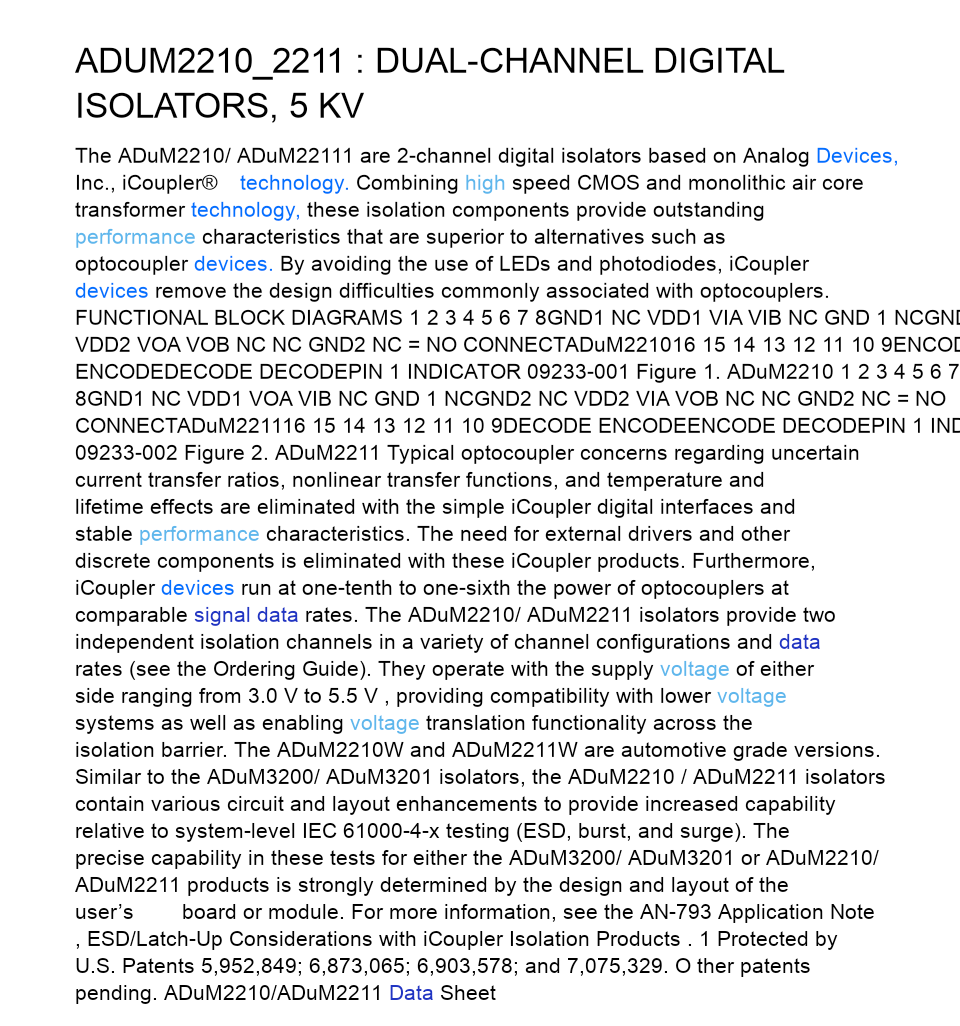 ADUM2210_2211 : DUAL-CHANNEL DIGITAL
ISOLATORS, 5 KV
The ADuM2210/ ADuM22111 are 2-channel digital isolators based on Analog Devices,
Inc., iCoupler® technology. Combining high speed CMOS and monolithic air core
transformer technology, these isolation components provide outstanding
performance characteristics that are superior to alternatives such as
optocoupler devices. By avoiding the use of LEDs and photodiodes, iCoupler
devices remove the design difficulties commonly associated with optocouplers.
FUNCTIONAL BLOCK DIAGRAMS 1 2 3 4 5 6 7 8GND1 NC VDD1 VIA VIB NC GND 1 NCGND
VDD2 VOA VOB NC NC GND2 NC = NO CONNECTADuM221016 15 14 13 12 11 10 9ENCOD
ENCODEDECODE DECODEPIN 1 INDICATOR 09233-001 Figure 1. ADuM2210 1 2 3 4 5 6 7
8GND1 NC VDD1 VOA VIB NC GND 1 NCGND2 NC VDD2 VIA VOB NC NC GND2 NC = NO
CONNECTADuM221116 15 14 13 12 11 10 9DECODE ENCODEENCODE DECODEPIN 1 IND
09233-002 Figure 2. ADuM2211 Typical optocoupler concerns regarding uncertain
current transfer ratios, nonlinear transfer functions, and temperature and
lifetime effects are eliminated with the simple iCoupler digital interfaces and
stable performance characteristics. The need for external drivers and other
discrete components is eliminated with these iCoupler products. Furthermore,
iCoupler devices run at one-tenth to one-sixth the power of optocouplers at
comparable signal data rates. The ADuM2210/ ADuM2211 isolators provide two
independent isolation channels in a variety of channel configurations and data
rates (see the Ordering Guide). They operate with the supply voltage of either
side ranging from 3.0 V to 5.5 V , providing compatibility with lower voltage
systems as well as enabling voltage translation functionality across the
isolation barrier. The ADuM2210W and ADuM2211W are automotive grade versions.
Similar to the ADuM3200/ ADuM3201 isolators, the ADuM2210 / ADuM2211 isolators
contain various circuit and layout enhancements to provide increased capability
relative to system-level IEC 61000-4-x testing (ESD, burst, and surge). The
precise capability in these tests for either the ADuM3200/ ADuM3201 or ADuM2210/
ADuM2211 products is strongly determined by the design and layout of the
user’s board or module. For more information, see the AN-793 Application Note
, ESD/Latch-Up Considerations with iCoupler Isolation Products . 1 Protected by
U.S. Patents 5,952,849; 6,873,065; 6,903,578; and 7,075,329. O ther patents
pending. ADuM2210/ADuM2211 Data Sheet